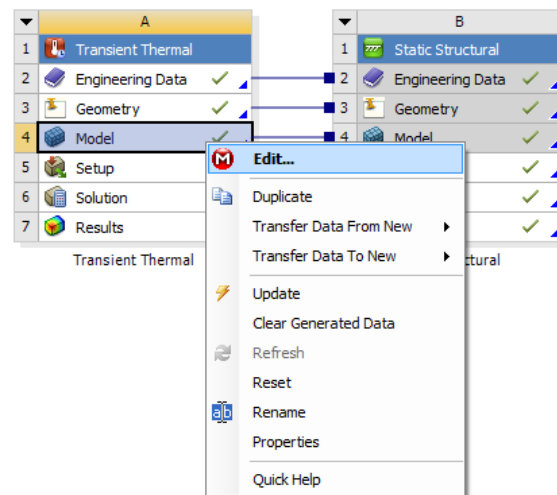 A B
1 Transient Thermal 1 Static Structural
2 Engineering Data 2 Engineering Data
3 Geometry 3 Geometry
4 Model 4 Model
M Edit...
5 Setup
Duplicate
6 Solution
Transfer Data From New
7 Results
Transfer Data To New
Transient Thermal tural
Update
Clear Generated Data
Refresh
Reset
ab Rename
Properties
Quick Help